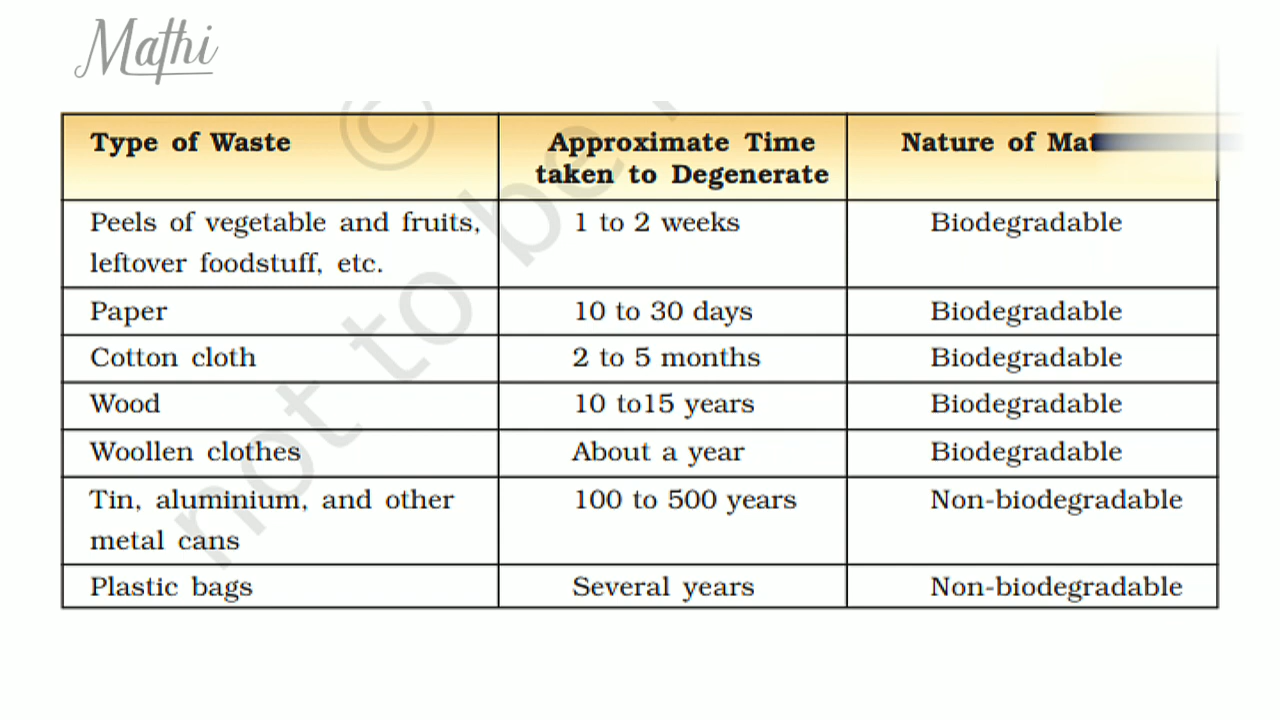 Mathi
Type of Waste
Approximate Time
taken to Degenerate
Nature of
Peels of vegetable and fruits,
leftover foodstuff, etc.
1 to 2 weeks
Biodegradable
Paper
10 to 30 days
Biodegradable
Cotton cloth
2 to 5 months
Biodegradable
Wood
10 to15 years
Biodegradable
Woollen clothes
About a year
Biodegradable
Tin, aluminium, and other
metal cans
100 to 500 years
Non-biodegradable
Plastic bags
Several years
Non-biodegradable
©
not to be